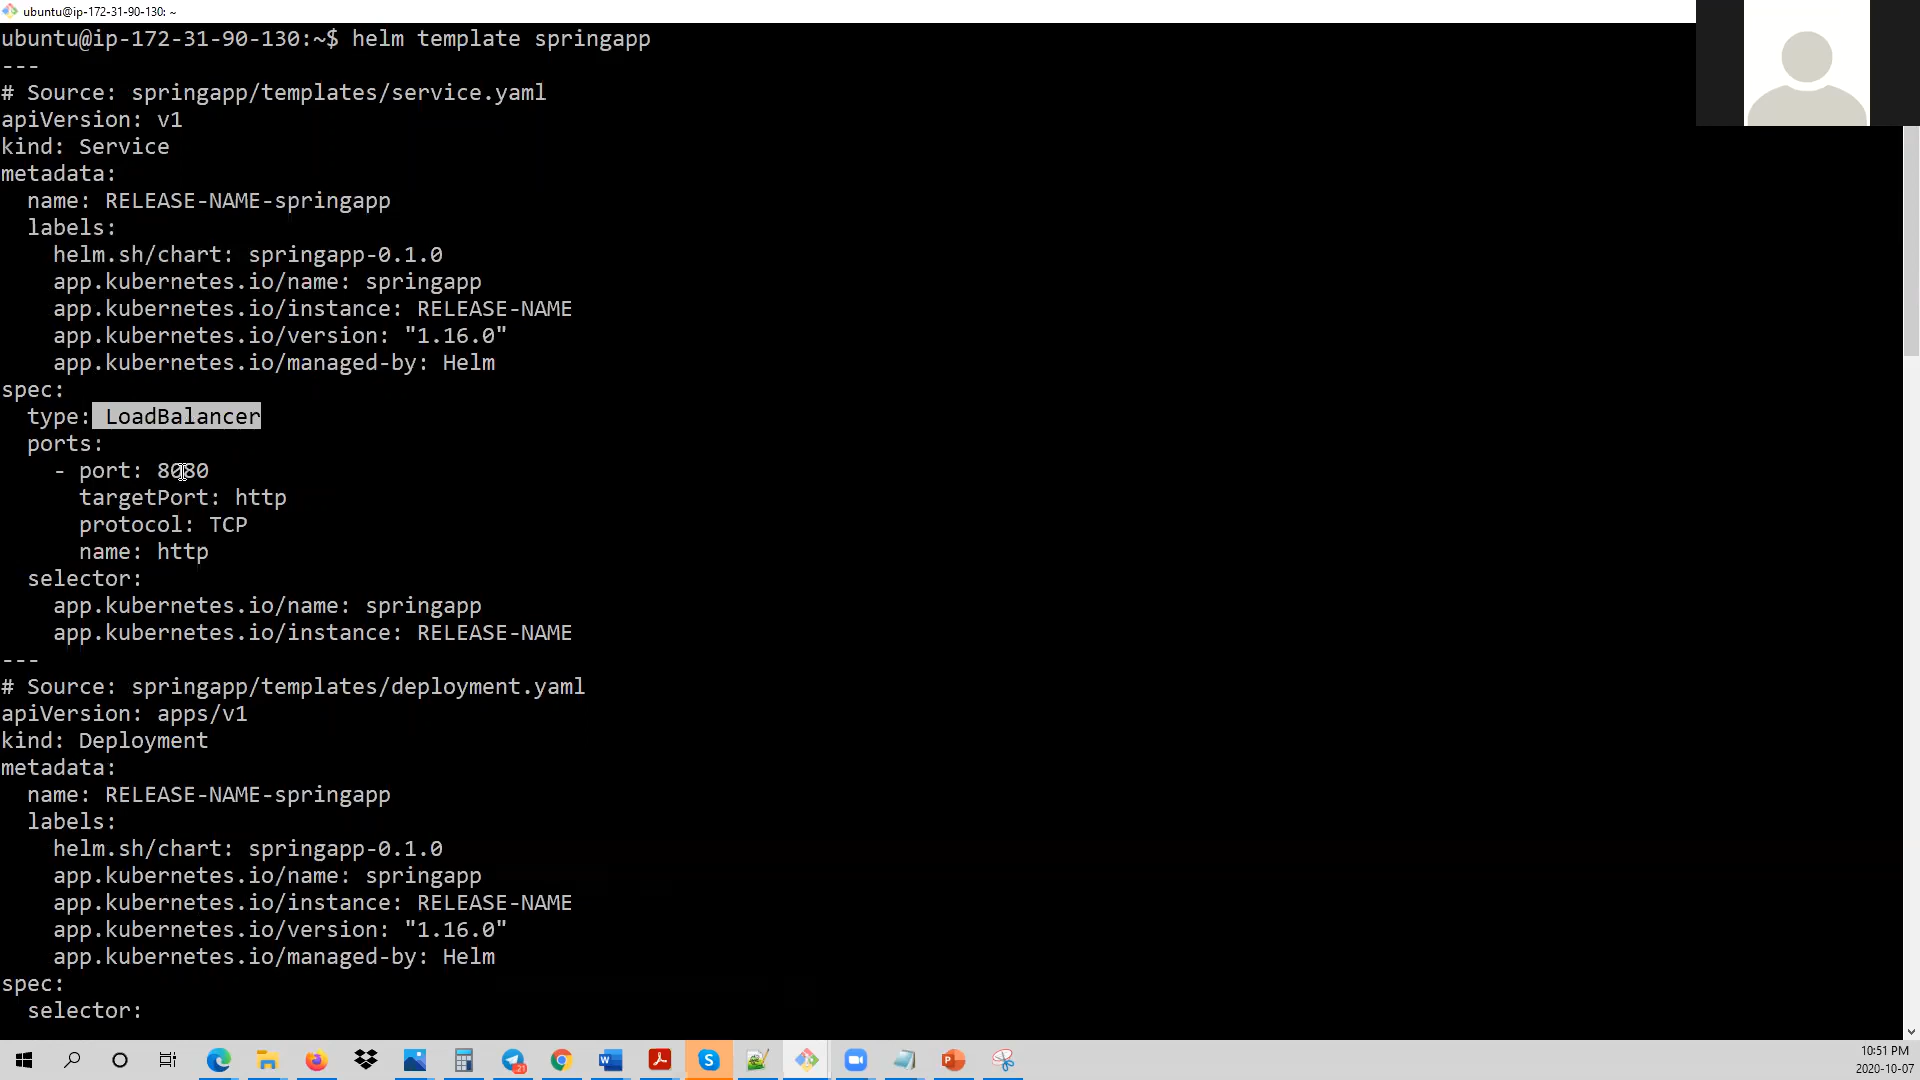 ubuntu@ip-172-31-90-130: ~
ubuntu@ip-172-31-90-130:~$ helm template springapp
---
# Source: springapp/templates/service.yaml
apiVersion: v1
kind: Service
metadata:
  name: RELEASE-NAME-springapp
  labels:
    helm.sh/chart: springapp-0.1.0
    app.kubernetes.io/name: springapp
    app.kubernetes.io/instance: RELEASE-NAME
    app.kubernetes.io/version: "1.16.0"
    app.kubernetes.io/managed-by: Helm
spec:
  type: LoadBalancer
  ports:
    - port: 8080
      targetPort: http
      protocol: TCP
      name: http
  selector:
    app.kubernetes.io/name: springapp
    app.kubernetes.io/instance: RELEASE-NAME
---
# Source: springapp/templates/deployment.yaml
apiVersion: apps/v1
kind: Deployment
metadata:
  name: RELEASE-NAME-springapp
  labels:
    helm.sh/chart: springapp-0.1.0
    app.kubernetes.io/name: springapp
    app.kubernetes.io/instance: RELEASE-NAME
    app.kubernetes.io/version: "1.16.0"
    app.kubernetes.io/managed-by: Helm
spec:
  selector:
10:51 PM
2020-10-07